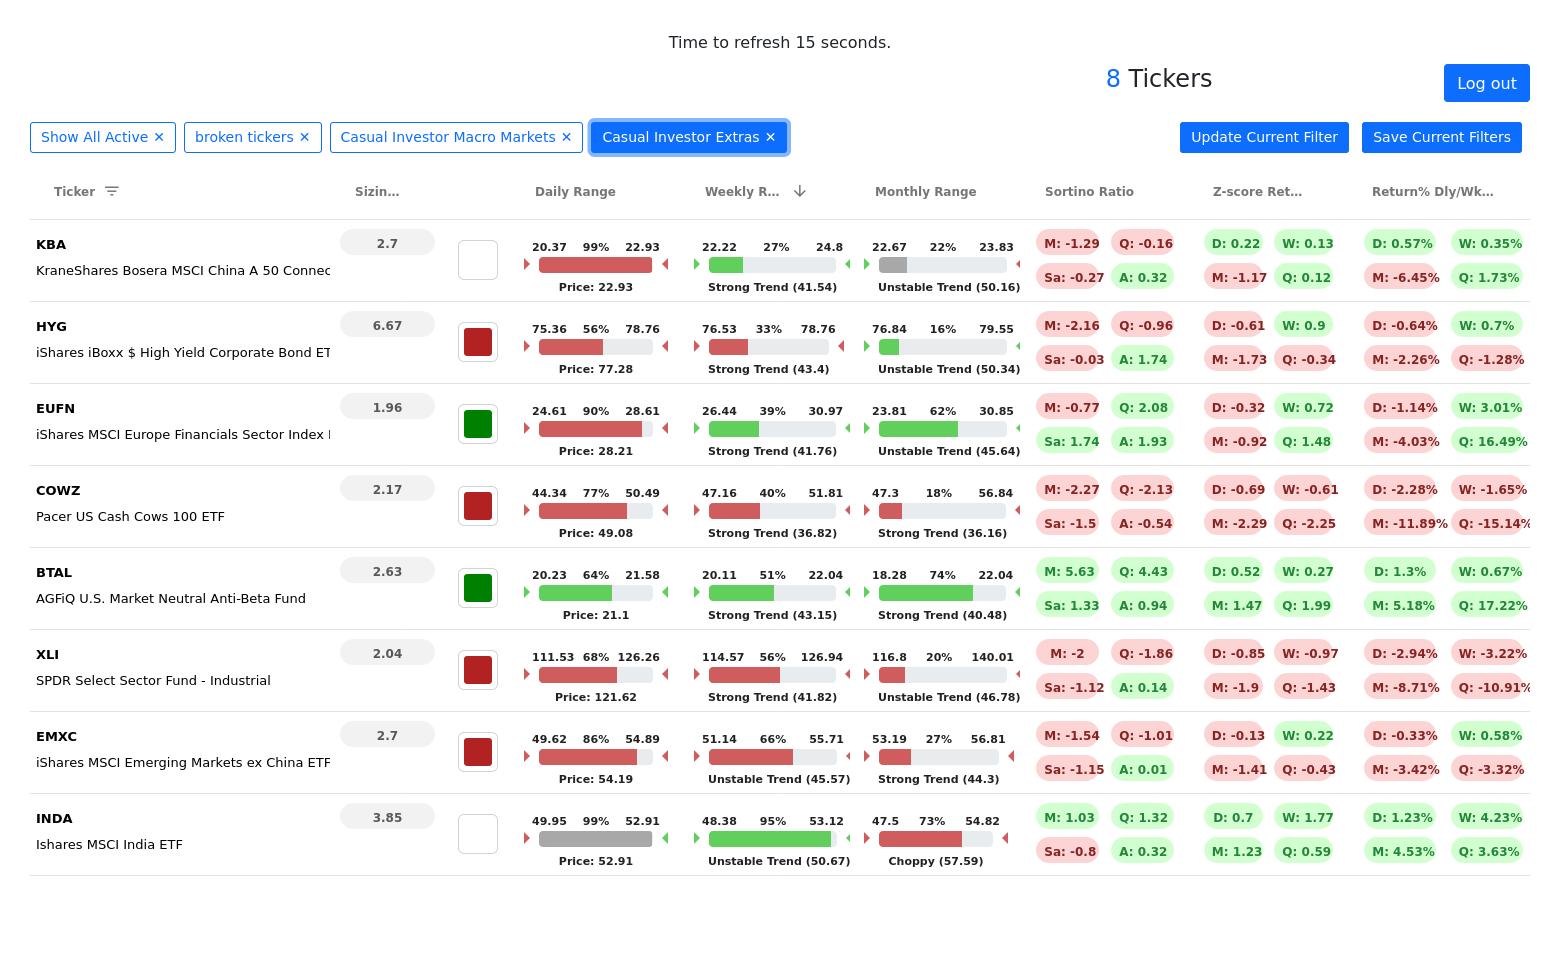 Time to refresh 15 seconds.
8 Tickers
Log out
Show All Active ✕ broken tickers ✕ Casual Investor Macro Markets ✕ Casual Investor Extras ✕ Update Current Filter Save Current Filters
Ticker Sizin... Daily Range Weekly R... Monthly Range Sortino Ratio Z-score Ret... Return% Dly/Wk...
KBA 2.7 20.37 99% 22.93 22.22 27% 24.8 22.67 22% 23.83 M: -1.29 Q: -0.16 D: 0.22 W: 0.13 D: 0.57% W: 0.35%
KraneShares Bosera MSCI China A 50 Connec Sa: -0.27 A: 0.32 M: -1.17 Q: 0.12 M: -6.45% Q: 1.73%
Price: 22.93 Strong Trend (41.54) Unstable Trend (50.16)
HYG 6.67 75.36 56% 78.76 76.53 33% 78.76 76.84 16% 79.55 M: -2.16 Q: -0.96 D: -0.61 W: 0.9 D: -0.64% W: 0.7%
iShares iBoxx $ High Yield Corporate Bond ET Sa: -0.03 A: 1.74 M: -1.73 Q: -0.34 M: -2.26% Q: -1.28%
Price: 77.28 Strong Trend (43.4) Unstable Trend (50.34)
EUFN 1.96 24.61 90% 28.61 26.44 39% 30.97 23.81 62% 30.85 M: -0.77 Q: 2.08 D: -0.32 W: 0.72 D: -1.14% W: 3.01%
iShares MSCI Europe Financials Sector Index Sa: 1.74 A: 1.93 M: -0.92 Q: 1.48 M: -4.03% Q: 16.49%
Price: 28.21 Strong Trend (41.76) Unstable Trend (45.64)
COWZ 2.17 44.34 77% 50.49 47.16 40% 51.81 47.3 18% 56.84 M: -2.27 Q: -2.13 D: -0.69 W: -0.61 D: -2.28% W: -1.65%
Pacer US Cash Cows 100 ETF Sa: -1.5 A: -0.54 M: -2.29 Q: -2.25 M: -11.89% Q: -15.14%
Price: 49.08 Strong Trend (36.82) Strong Trend (36.16)
BTAL 2.63 20.23 64% 21.58 20.11 51% 22.04 18.28 74% 22.04 M: 5.63 Q: 4.43 D: 0.52 W: 0.27 D: 1.3% W: 0.67%
AGFiQ U.S. Market Neutral Anti-Beta Fund Sa: 1.33 A: 0.94 M: 1.47 Q: 1.99 M: 5.18% Q: 17.22%
Price: 21.1 Strong Trend (43.15) Strong Trend (40.48)
XLI 2.04 111.53 68% 126.26 114.57 56% 126.94 116.8 20% 140.01 M: -2 Q: -1.86 D: -0.85 W: -0.97 D: -2.94% W: -3.22%
SPDR Select Sector Fund - Industrial Sa: -1.12 A: 0.14 M: -1.9 Q: -1.43 M: -8.71% Q: -10.91%
Price: 121.62 Strong Trend (41.82) Unstable Trend (46.78)
EMXC 2.7 49.62 86% 54.89 51.14 66% 55.71 53.19 27% 56.81 M: -1.54 Q: -1.01 D: -0.13 W: 0.22 D: -0.33% W: 0.58%
iShares MSCI Emerging Markets ex China ETF Sa: -1.15 A: 0.01 M: -1.41 Q: -0.43 M: -3.42% Q: -3.32%
Price: 54.19 Unstable Trend (45.57) Strong Trend (44.3)
INDA 3.85 49.95 99% 52.91 48.38 95% 53.12 47.5 73% 54.82 M: 1.03 Q: 1.32 D: 0.7 W: 1.77 D: 1.23% W: 4.23%
Ishares MSCI India ETF Sa: -0.8 A: 0.32 M: 1.23 Q: 0.59 M: 4.53% Q: 3.63%
Price: 52.91 Unstable Trend (50.67) Choppy (57.59)